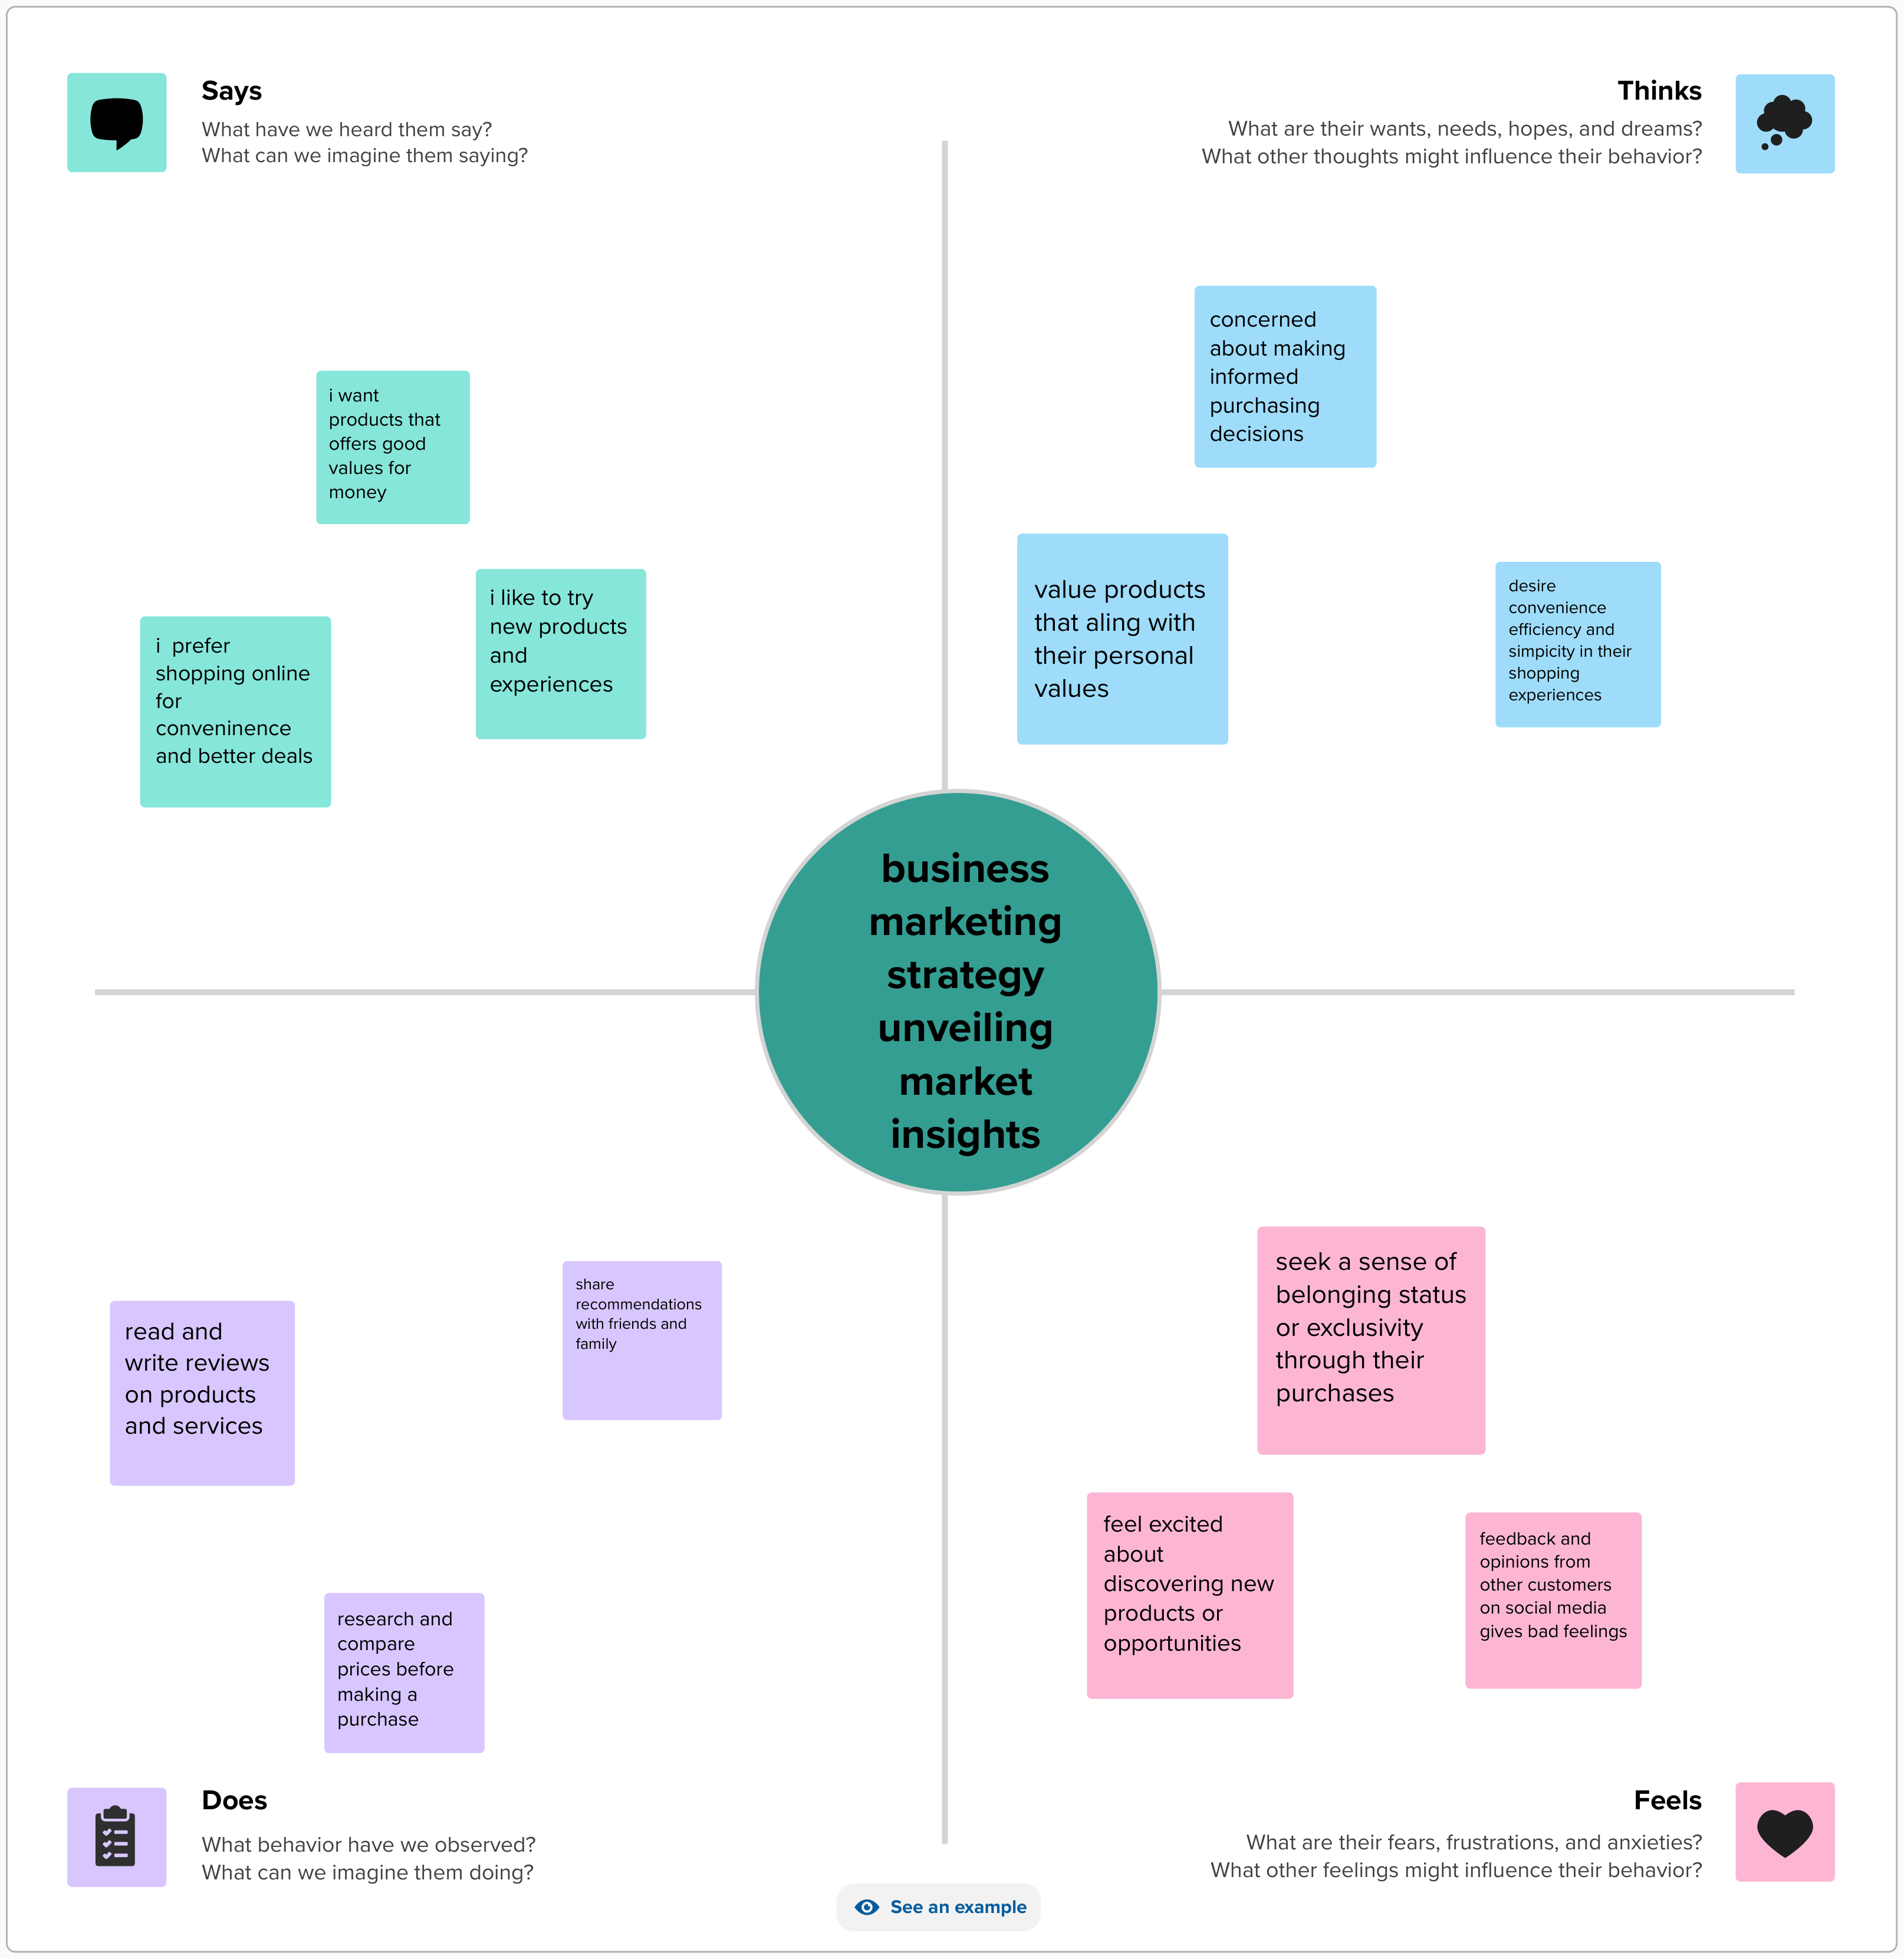 Says
What have we heard them say?
What can we imagine them saying?
Thinks
What are their wants, needs, hopes, and dreams?
What other thoughts might influence their behavior?
i want
products that
offers good
values for
money
i  prefer
shopping online
for
conveninence
and better deals
i like to try
new products
and
experiences
concerned
about making
informed
purchasing
decisions
value products
that aling with
their personal
values
desire
convenience
efficiency and
simpicity in their
shopping
experiences
business
marketing
strategy
unveiling
market
insights
read and
write reviews
on products
and services
share
recommendations
with friends and
family
research and
compare
prices before
making a
purchase
seek a sense of
belonging status
or exclusivity
through their
purchases
feel excited
about
discovering new
products or
opportunities
feedback and
opinions from
other customers
on social media
gives bad feelings
Does
What behavior have we observed?
What can we imagine them doing?
Feels
What are their fears, frustrations, and anxieties?
What other feelings might influence their behavior?
See an example